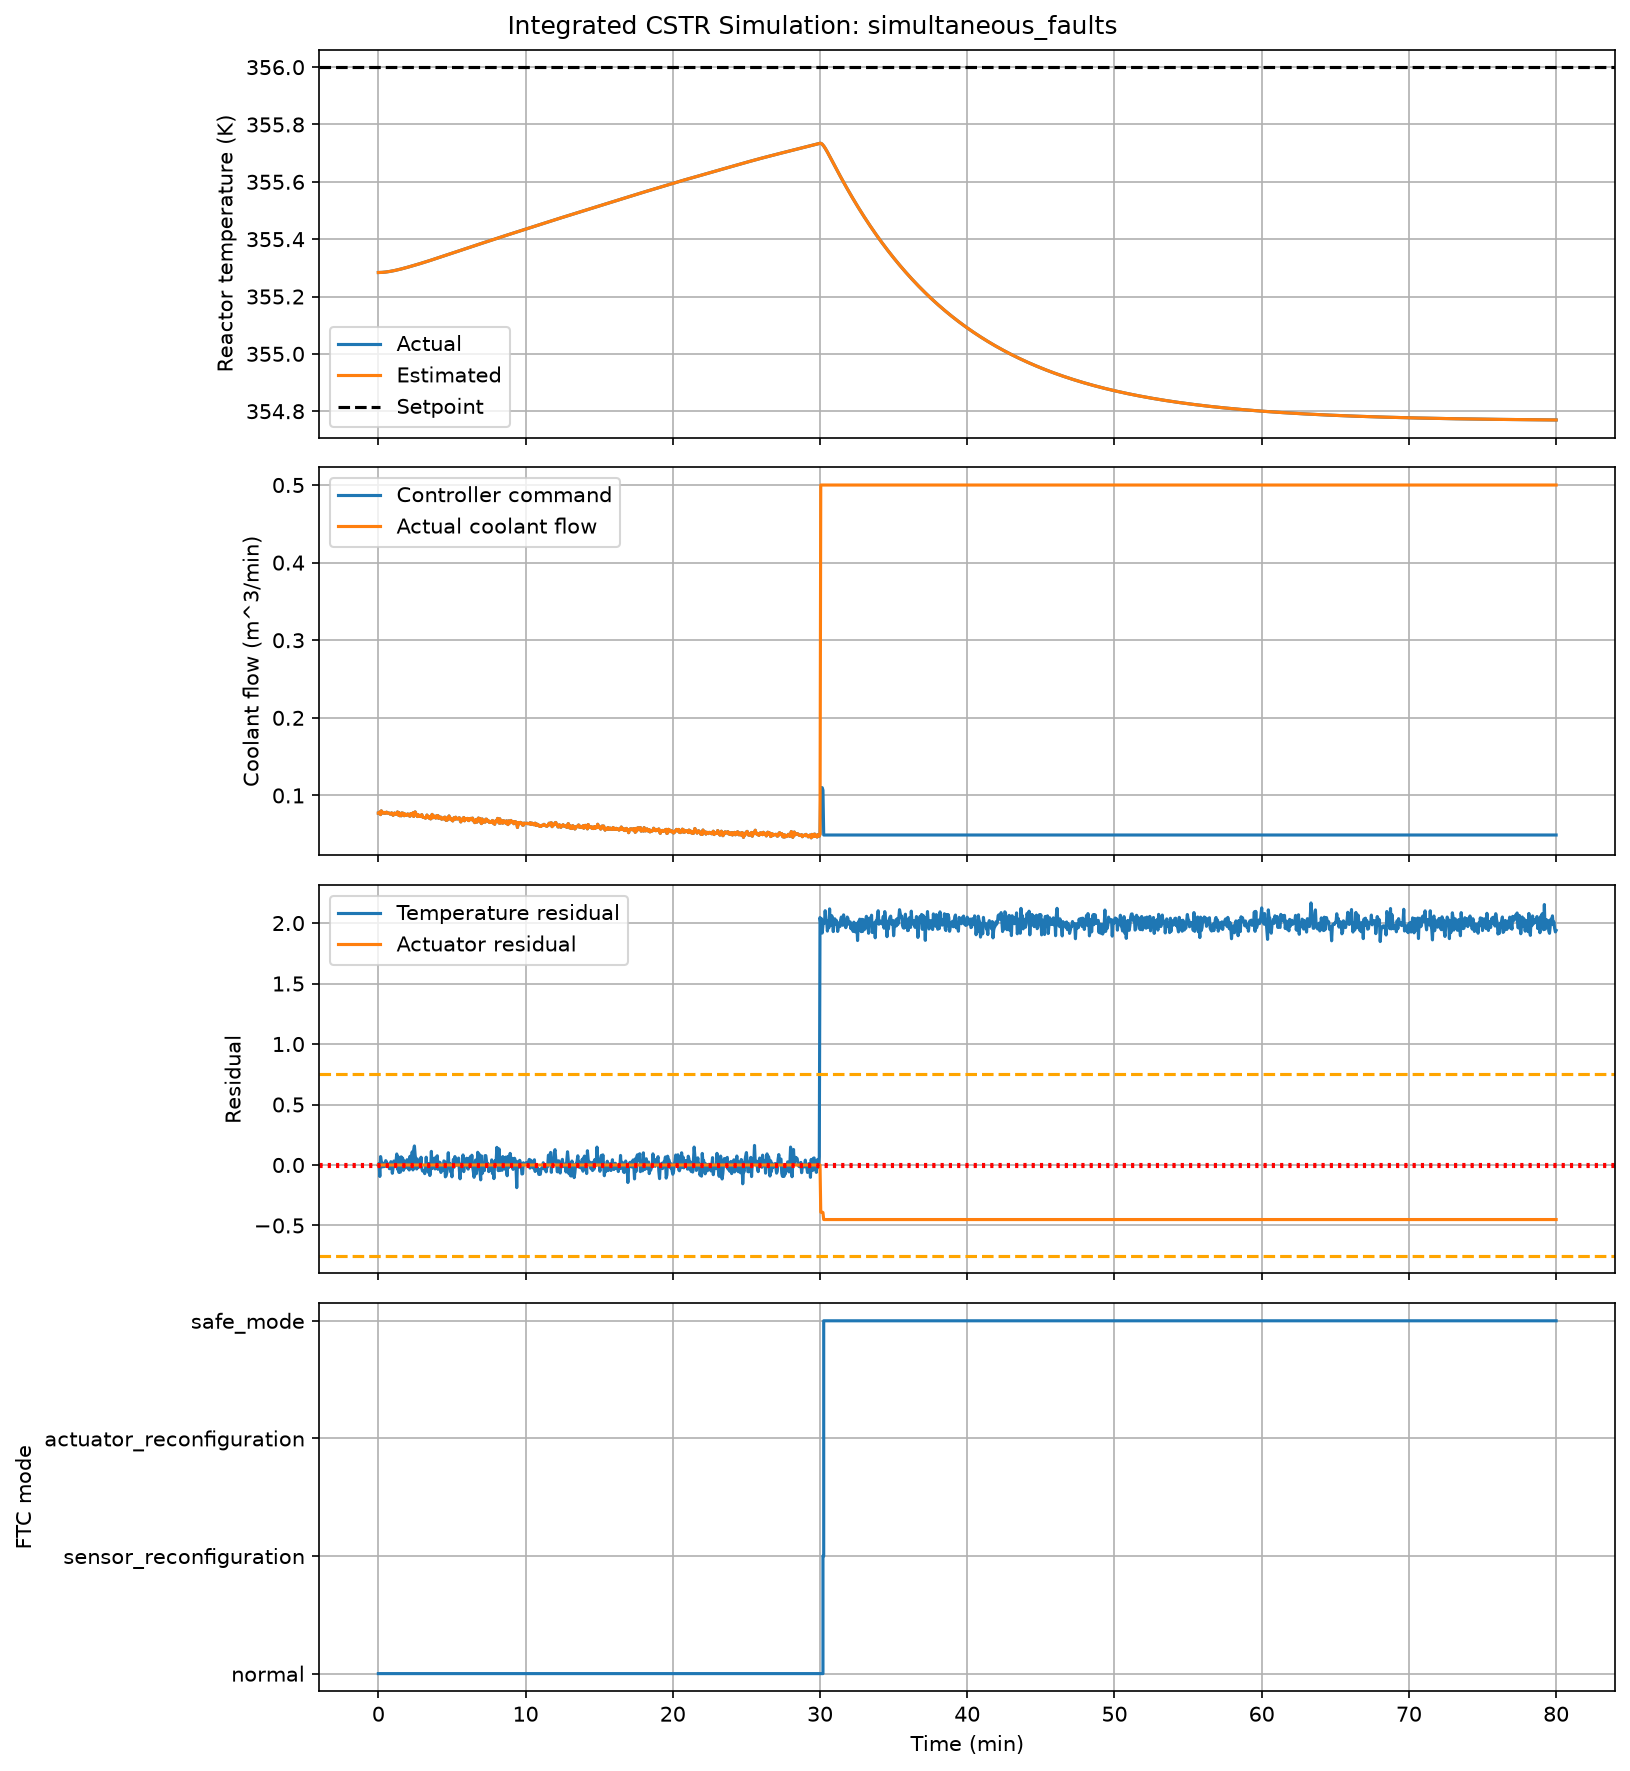 Integrated CSTR Simulation: simultaneous_faults
Reactor temperature (K)
356.0
355.8
355.6
355.4
355.2
355.0
354.8
Actual
Estimated
Setpoint
Coolant flow (m^3/min)
0.5
0.4
0.3
0.2
0.1
Controller command
Actual coolant flow
Residual
2.0
1.5
1.0
0.5
0.0
−0.5
Temperature residual
Actuator residual
FTC mode
safe_mode
actuator_reconfiguration
sensor_reconfiguration
normal
0 10 20 30 40 50 60 70 80
Time (min)